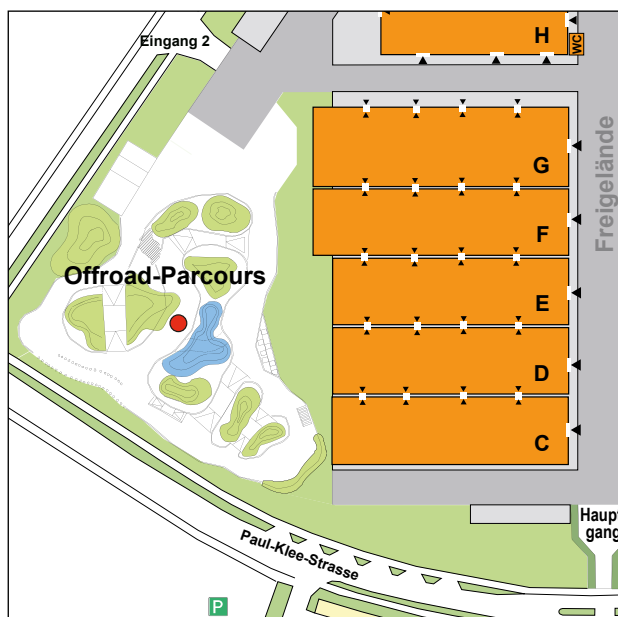 Eingang 2
H
WC
Freigelände
G
F
Offroad-Parcours
E
D
C
Haupt
gang
Paul-Klee-Strasse
P